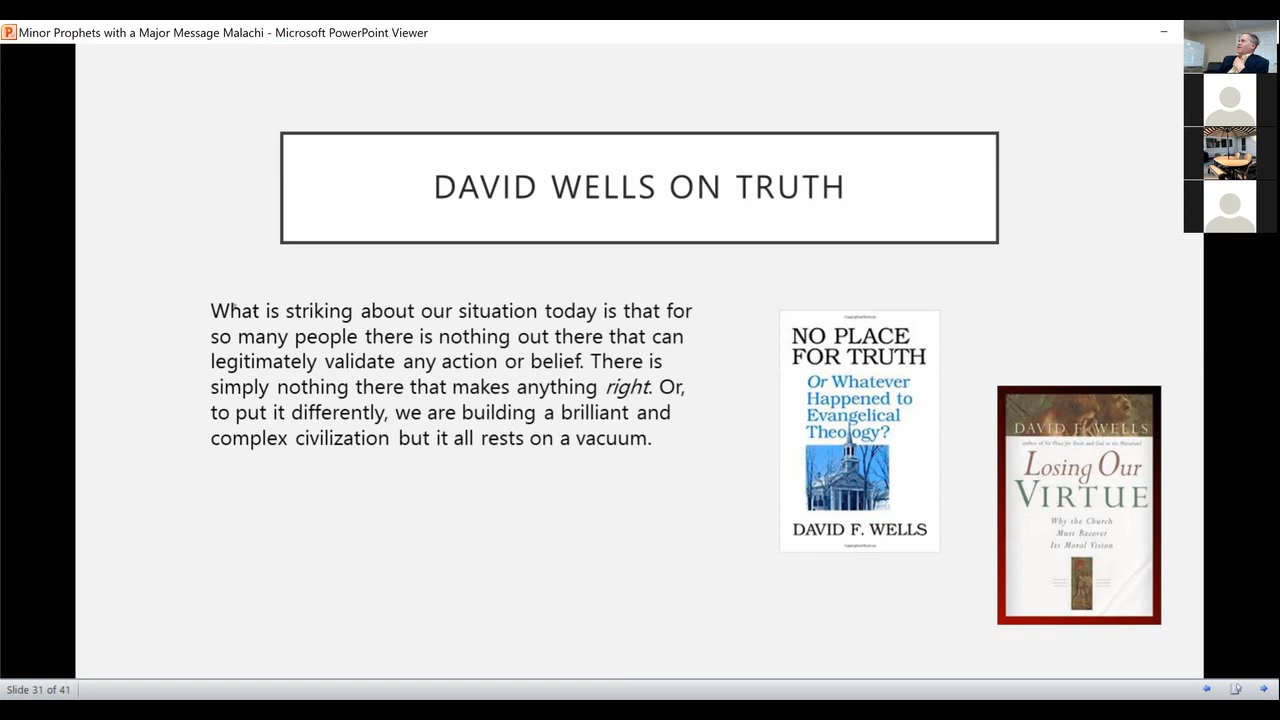 Minor Prophets with a Major Message Malachi - Microsoft PowerPoint Viewer
DAVID WELLS ON TRUTH
What is striking about our situation today is that for
so many people there is nothing out there that can
legitimately validate any action or belief. There is
simply nothing there that makes anything right. Or,
to put it differently, we are building a brilliant and
complex civilization but it all rests on a vacuum.
NO PLACE
FOR TRUTH
Or Whatever
Happened to
Evangelical
Theology?
DAVID F. WELLS
DAVID F. WELLS
Losing Our
VIRTUE
Why the Church
Must Recover
Its Moral Vision
Slide 31 of 41